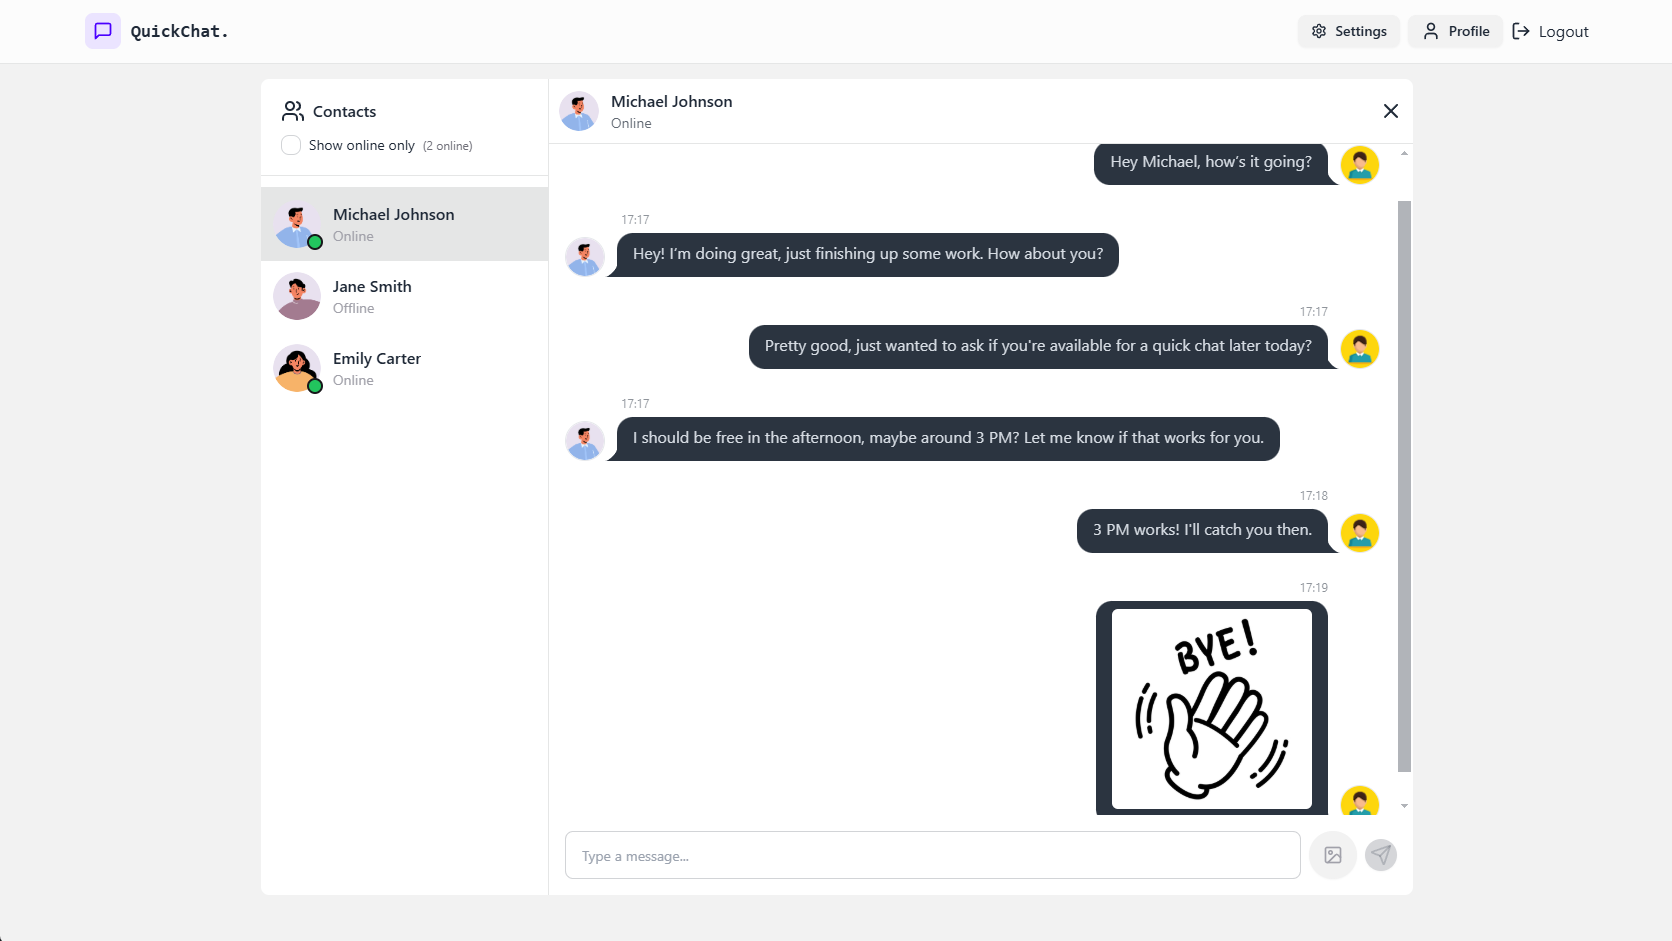 QuickChat.
Settings
Profile
Logout
Contacts
Show online only (2 online)
Michael Johnson
Online
Jane Smith
Offline
Emily Carter
Online
Michael Johnson
Online
Hey Michael, how’s it going?
17:17
Hey! I’m doing great, just finishing up some work. How about you?
17:17
Pretty good, just wanted to ask if you're available for a quick chat later today?
17:17
I should be free in the afternoon, maybe around 3 PM? Let me know if that works for you.
17:18
3 PM works! I'll catch you then.
17:19
BYE!
Type a message...